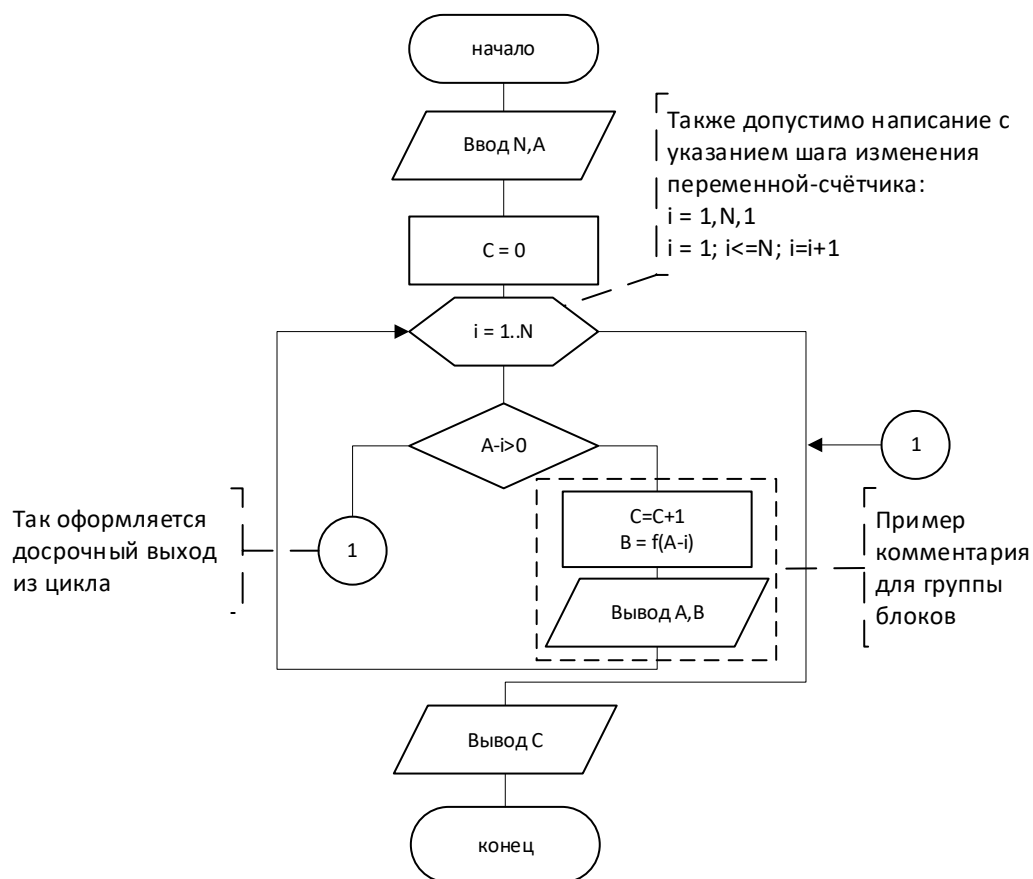 начало
Ввод N,A
Также допустимо написание с
указанием шага изменения
переменной-счётчика:
i = 1,N,1
i = 1; i<=N; i=i+1
C = 0
i = 1..N
A-i>0
1
Так оформляется
досрочный выход
из цикла
1
C=C+1
B = f(A-i)
Вывод A,B
Пример
комментария
для группы
блоков
Вывод C
конец